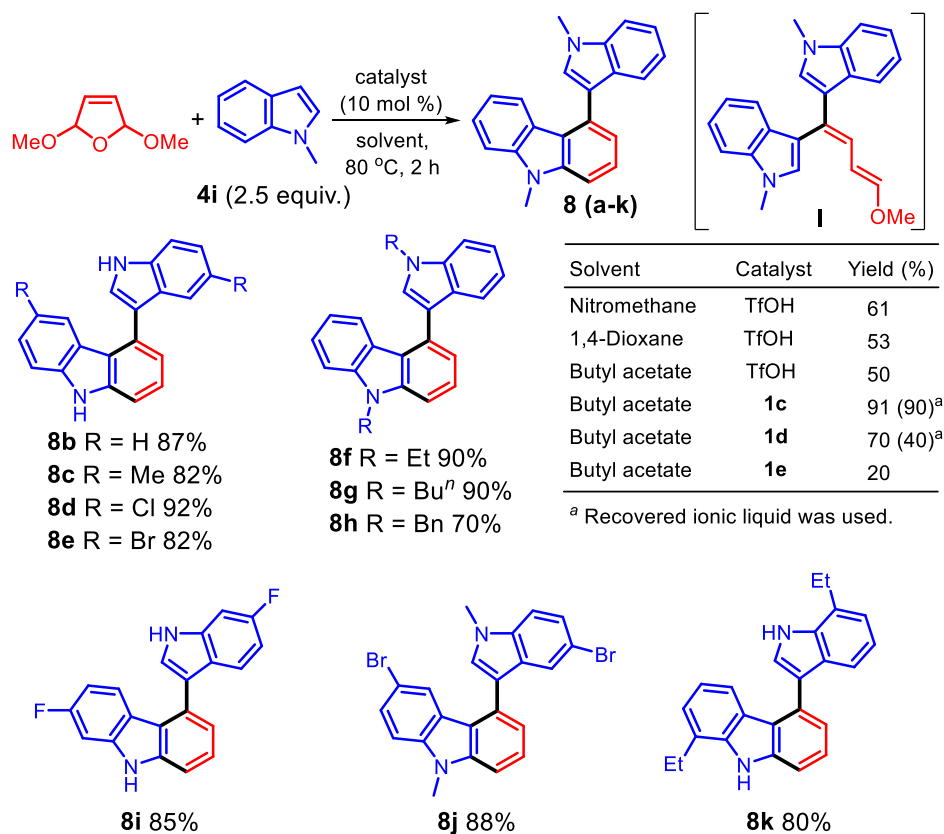 MeO O OMe
+
N
4i (2.5 equiv.)
catalyst
(10 mol %)
solvent,
80 °C, 2 h
N
N
8 (a-k)
N
N
OMe
I
R
HN
R
N
H
8b R = H 87%
8c R = Me 82%
8d R = Cl 92%
8e R = Br 82%
R
N
N
R
8f R = Et 90%
8g R = Buⁿ 90%
8h R = Bn 70%
Solvent Catalyst Yield (%)
Nitromethane TfOH 61
1,4-Dioxane TfOH 53
Butyl acetate TfOH 50
Butyl acetate 1c 91 (90)ᵃ
Butyl acetate 1d 70 (40)ᵃ
Butyl acetate 1e 20
ᵃ Recovered ionic liquid was used.
F
HN
F
N
H
8i 85%
N
Br
Br
N
8j 88%
Et
HN
Et
N
H
8k 80%